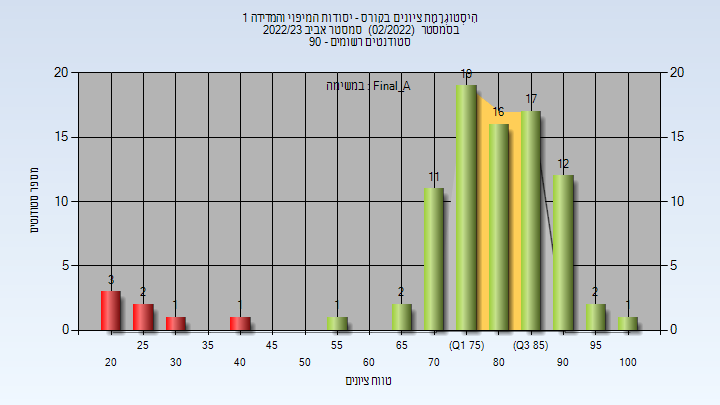 היסטוגרמת ציונים בקורס - יסודות המיפוי והמדידה 1
בסמסטר (02/2022) סמסטר אביב 2022/23
סטודנטים רשומים - 90
במשימה : Final_A
מספר סטודנטים
20 20
15 15
10 10
5 5
0 0
3 2 1 1 1 2 11 19 16 17 12 2 1
25 35 45 55 65 (Q1 75) (Q3 85) 95
20 30 40 50 60 70 80 90 100
טווח ציונים